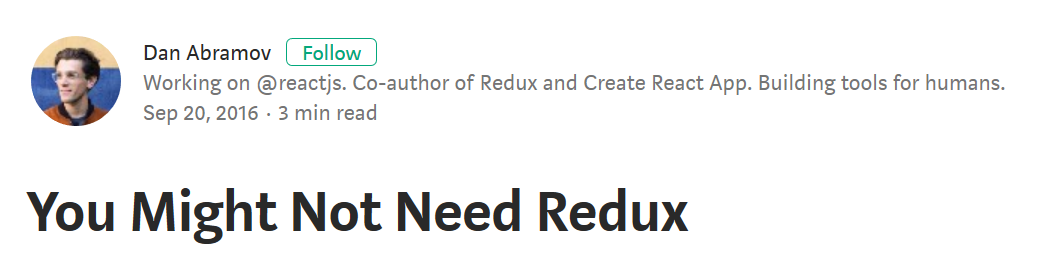 Dan Abramov Follow
Working on @reactjs. Co-author of Redux and Create React App. Building tools for humans.
Sep 20, 2016 · 3 min read
You Might Not Need Redux